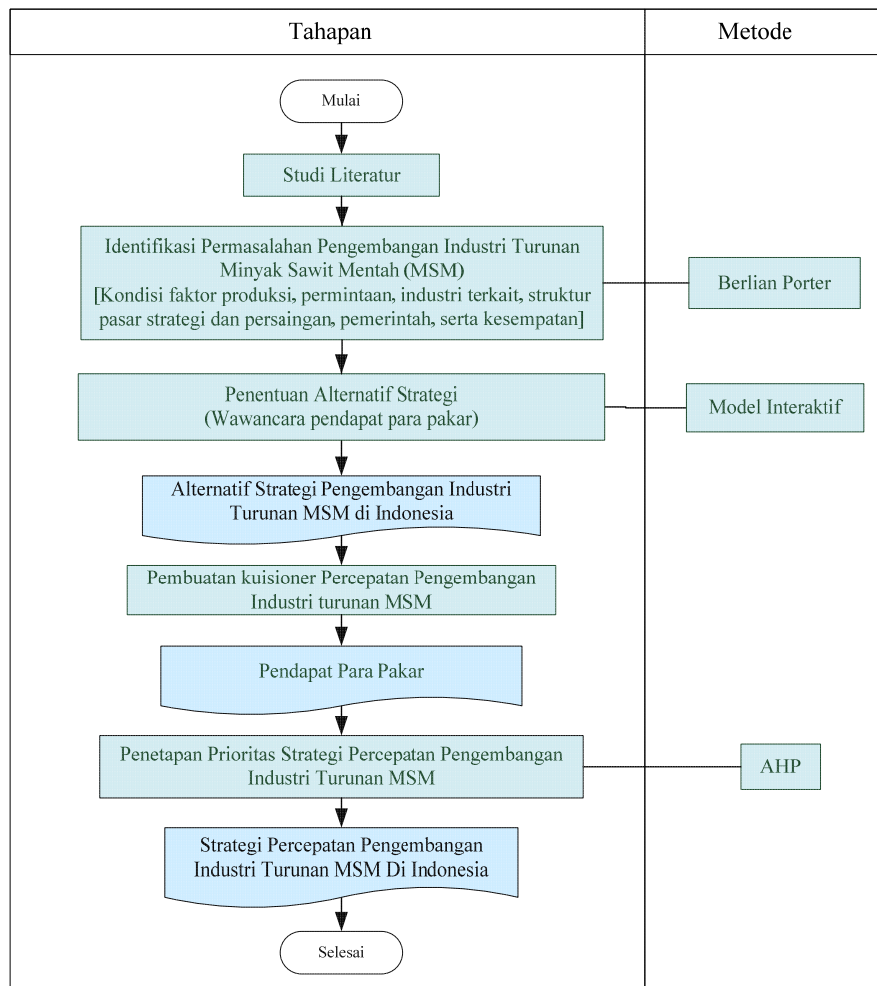 Tahapan
Metode
Mulai
Studi Literatur
Identifikasi Permasalahan Pengembangan Industri Turunan
Minyak Sawit Mentah (MSM)
[Kondisi faktor produksi, permintaan, industri terkait, struktur
pasar strategi dan persaingan, pemerintah, serta kesempatan]
Berlian Porter
Penentuan Alternatif Strategi
(Wawancara pendapat para pakar)
Model Interaktif
Alternatif Strategi Pengembangan Industri
Turunan MSM di Indonesia
Pembuatan kuisioner Percepatan Pengembangan
Industri turunan MSM
Pendapat Para Pakar
Penetapan Prioritas Strategi Percepatan Pengembangan
Industri Turunan MSM
AHP
Strategi Percepatan Pengembangan
Industri Turunan MSM Di Indonesia
Selesai